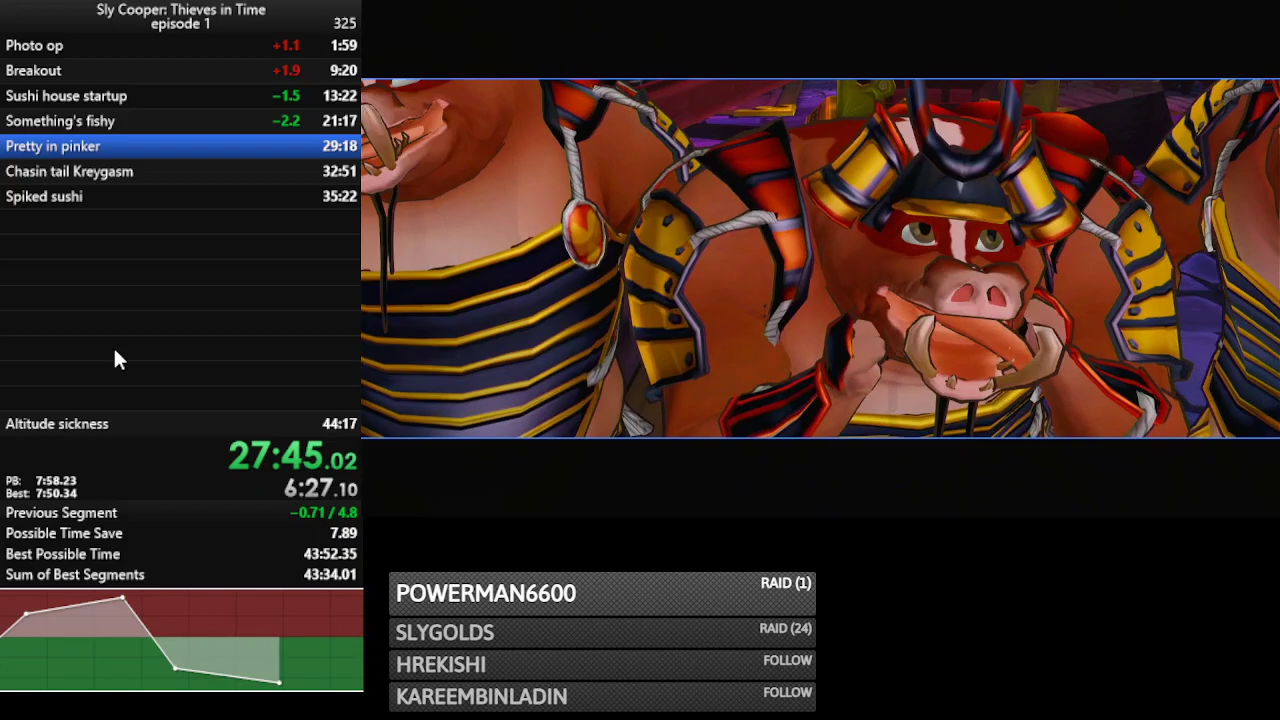 Sly Cooper: Thieves in Time
episode 1 325
Photo op +1.1 1:59
Breakout +1.9 9:20
Sushi house startup −1.5 13:22
Something's fishy −2.2 21:17
Pretty in pinker 29:18
Chasin tail Kreygasm 32:51
Spiked sushi 35:22
Altitude sickness 44:17
27:45.02
PB: 7:58.23
Best: 7:50.34
6:27.10
Previous Segment −0.71 / 4.8
Possible Time Save 7.89
Best Possible Time 43:52.35
Sum of Best Segments 43:34.01
POWERMAN6600 RAID (1)
SLYGOLDS RAID (24)
HREKISHI FOLLOW
KAREEMBINLADIN FOLLOW